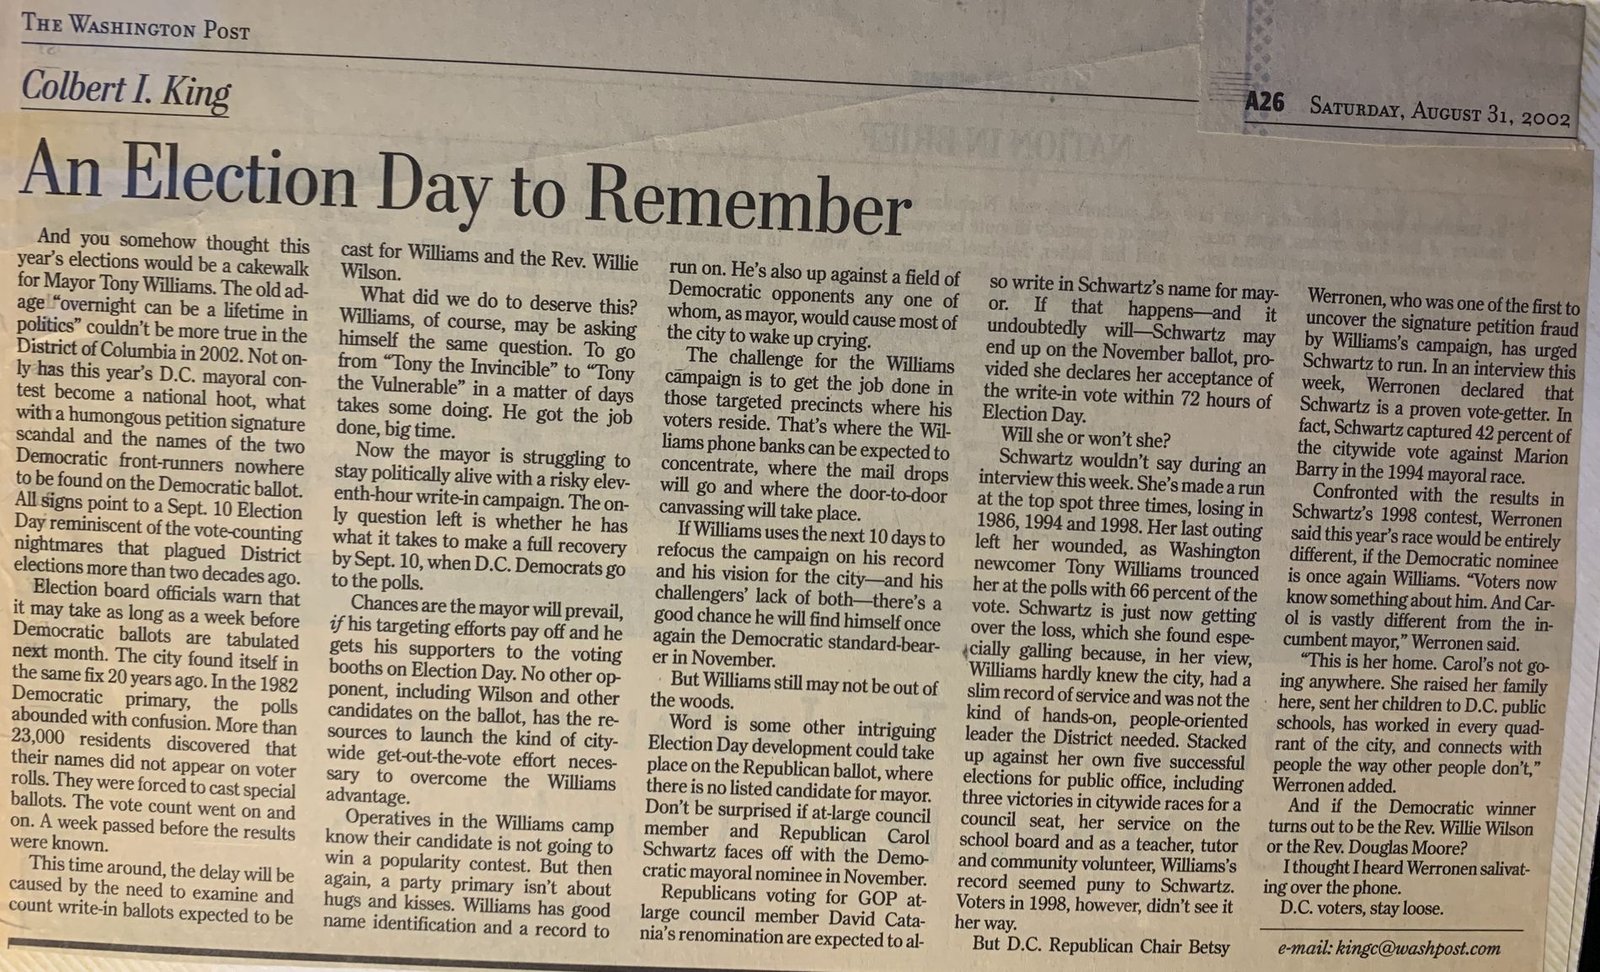 THE WASHINGTON POST
A26 SATURDAY, AUGUST 31, 2002
Colbert I. King
An Election Day to Remember
And you somehow thought this
year's elections would be a cakewalk
for Mayor Tony Williams. The old ad-
age "overnight can be a lifetime in
politics" couldn't be more true in the
District of Columbia in 2002. Not on-
ly has this year's D.C. mayoral con-
test become a national hoot, what
with a humongous petition signature
scandal and the names of the two
Democratic front-runners nowhere
to be found on the Democratic ballot.
All signs point to a Sept. 10 Election
Day reminiscent of the vote-counting
nightmares that plagued District
elections more than two decades ago.
Election board officials warn that
it may take as long as a week before
Democratic ballots are tabulated
next month. The city found itself in
the same fix 20 years ago. In the 1982
Democratic primary, the polls
abounded with confusion. More than
23,000 residents discovered that
their names did not appear on voter
rolls. They were forced to cast special
ballots. The vote count went on and
on. A week passed before the results
were known.
This time around, the delay will be
caused by the need to examine and
count write-in ballots expected to be
cast for Williams and the Rev. Willie
Wilson.
What did we do to deserve this?
Williams, of course, may be asking
himself the same question. To go
from "Tony the Invincible" to "Tony
the Vulnerable" in a matter of days
takes some doing. He got the job
done, big time.
Now the mayor is struggling to
stay politically alive with a risky elev-
enth-hour write-in campaign. The on-
ly question left is whether he has
what it takes to make a full recovery
by Sept. 10, when D.C. Democrats go
to the polls.
Chances are the mayor will prevail,
if his targeting efforts pay off and he
gets his supporters to the voting
booths on Election Day. No other op-
ponent, including Wilson and other
candidates on the ballot, has the re-
sources to launch the kind of city-
wide get-out-the-vote effort neces-
sary to overcome the Williams
advantage.
Operatives in the Williams camp
know their candidate is not going to
win a popularity contest. But then
again, a party primary isn't about
hugs and kisses. Williams has good
name identification and a record to
run on. He's also up against a field of
Democratic opponents any one of
whom, as mayor, would cause most of
the city to wake up crying.
The challenge for the Williams
campaign is to get the job done in
those targeted precincts where his
voters reside. That's where the Wil-
liams phone banks can be expected to
concentrate, where the mail drops
will go and where the door-to-door
canvassing will take place.
If Williams uses the next 10 days to
refocus the campaign on his record
and his vision for the city—and his
challengers' lack of both—there's a
good chance he will find himself once
again the Democratic standard-bear-
er in November.
But Williams still may not be out of
the woods.
Word is some other intriguing
Election Day development could take
place on the Republican ballot, where
there is no listed candidate for mayor.
Don't be surprised if at-large council
member and Republican Carol
Schwartz faces off with the Demo-
cratic mayoral nominee in November.
Republicans voting for GOP at-
large council member David Cata-
nia's renomination are expected to al-
so write in Schwartz's name for may-
or. If that happens—and it
undoubtedly will—Schwartz may
end up on the November ballot, pro-
vided she declares her acceptance of
the write-in vote within 72 hours of
Election Day.
Will she or won't she?
Schwartz wouldn't say during an
interview this week. She's made a run
at the top spot three times, losing in
1986, 1994 and 1998. Her last outing
left her wounded, as Washington
newcomer Tony Williams trounced
her at the polls with 66 percent of the
vote. Schwartz is just now getting
over the loss, which she found espe-
cially galling because, in her view,
Williams hardly knew the city, had a
slim record of service and was not the
kind of hands-on, people-oriented
leader the District needed. Stacked
up against her own five successful
elections for public office, including
three victories in citywide races for a
council seat, her service on the
school board and as a teacher, tutor
and community volunteer, Williams's
record seemed puny to Schwartz.
Voters in 1998, however, didn't see it
her way.
But D.C. Republican Chair Betsy
Werronen, who was one of the first to
uncover the signature petition fraud
by Williams's campaign, has urged
Schwartz to run. In an interview this
week, Werronen declared that
Schwartz is a proven vote-getter. In
fact, Schwartz captured 42 percent of
the citywide vote against Marion
Barry in the 1994 mayoral race.
Confronted with the results in
Schwartz's 1998 contest, Werronen
said this year's race would be entirely
different, if the Democratic nominee
is once again Williams. "Voters now
know something about him. And Car-
ol is vastly different from the in-
cumbent mayor," Werronen said.
"This is her home. Carol's not go-
ing anywhere. She raised her family
here, sent her children to D.C. public
schools, has worked in every quad-
rant of the city, and connects with
people the way other people don't,"
Werronen added.
And if the Democratic winner
turns out to be the Rev. Willie Wilson
or the Rev. Douglas Moore?
I thought I heard Werronen salivat-
ing over the phone.
D.C. voters, stay loose.
e-mail: kingc@washpost.com